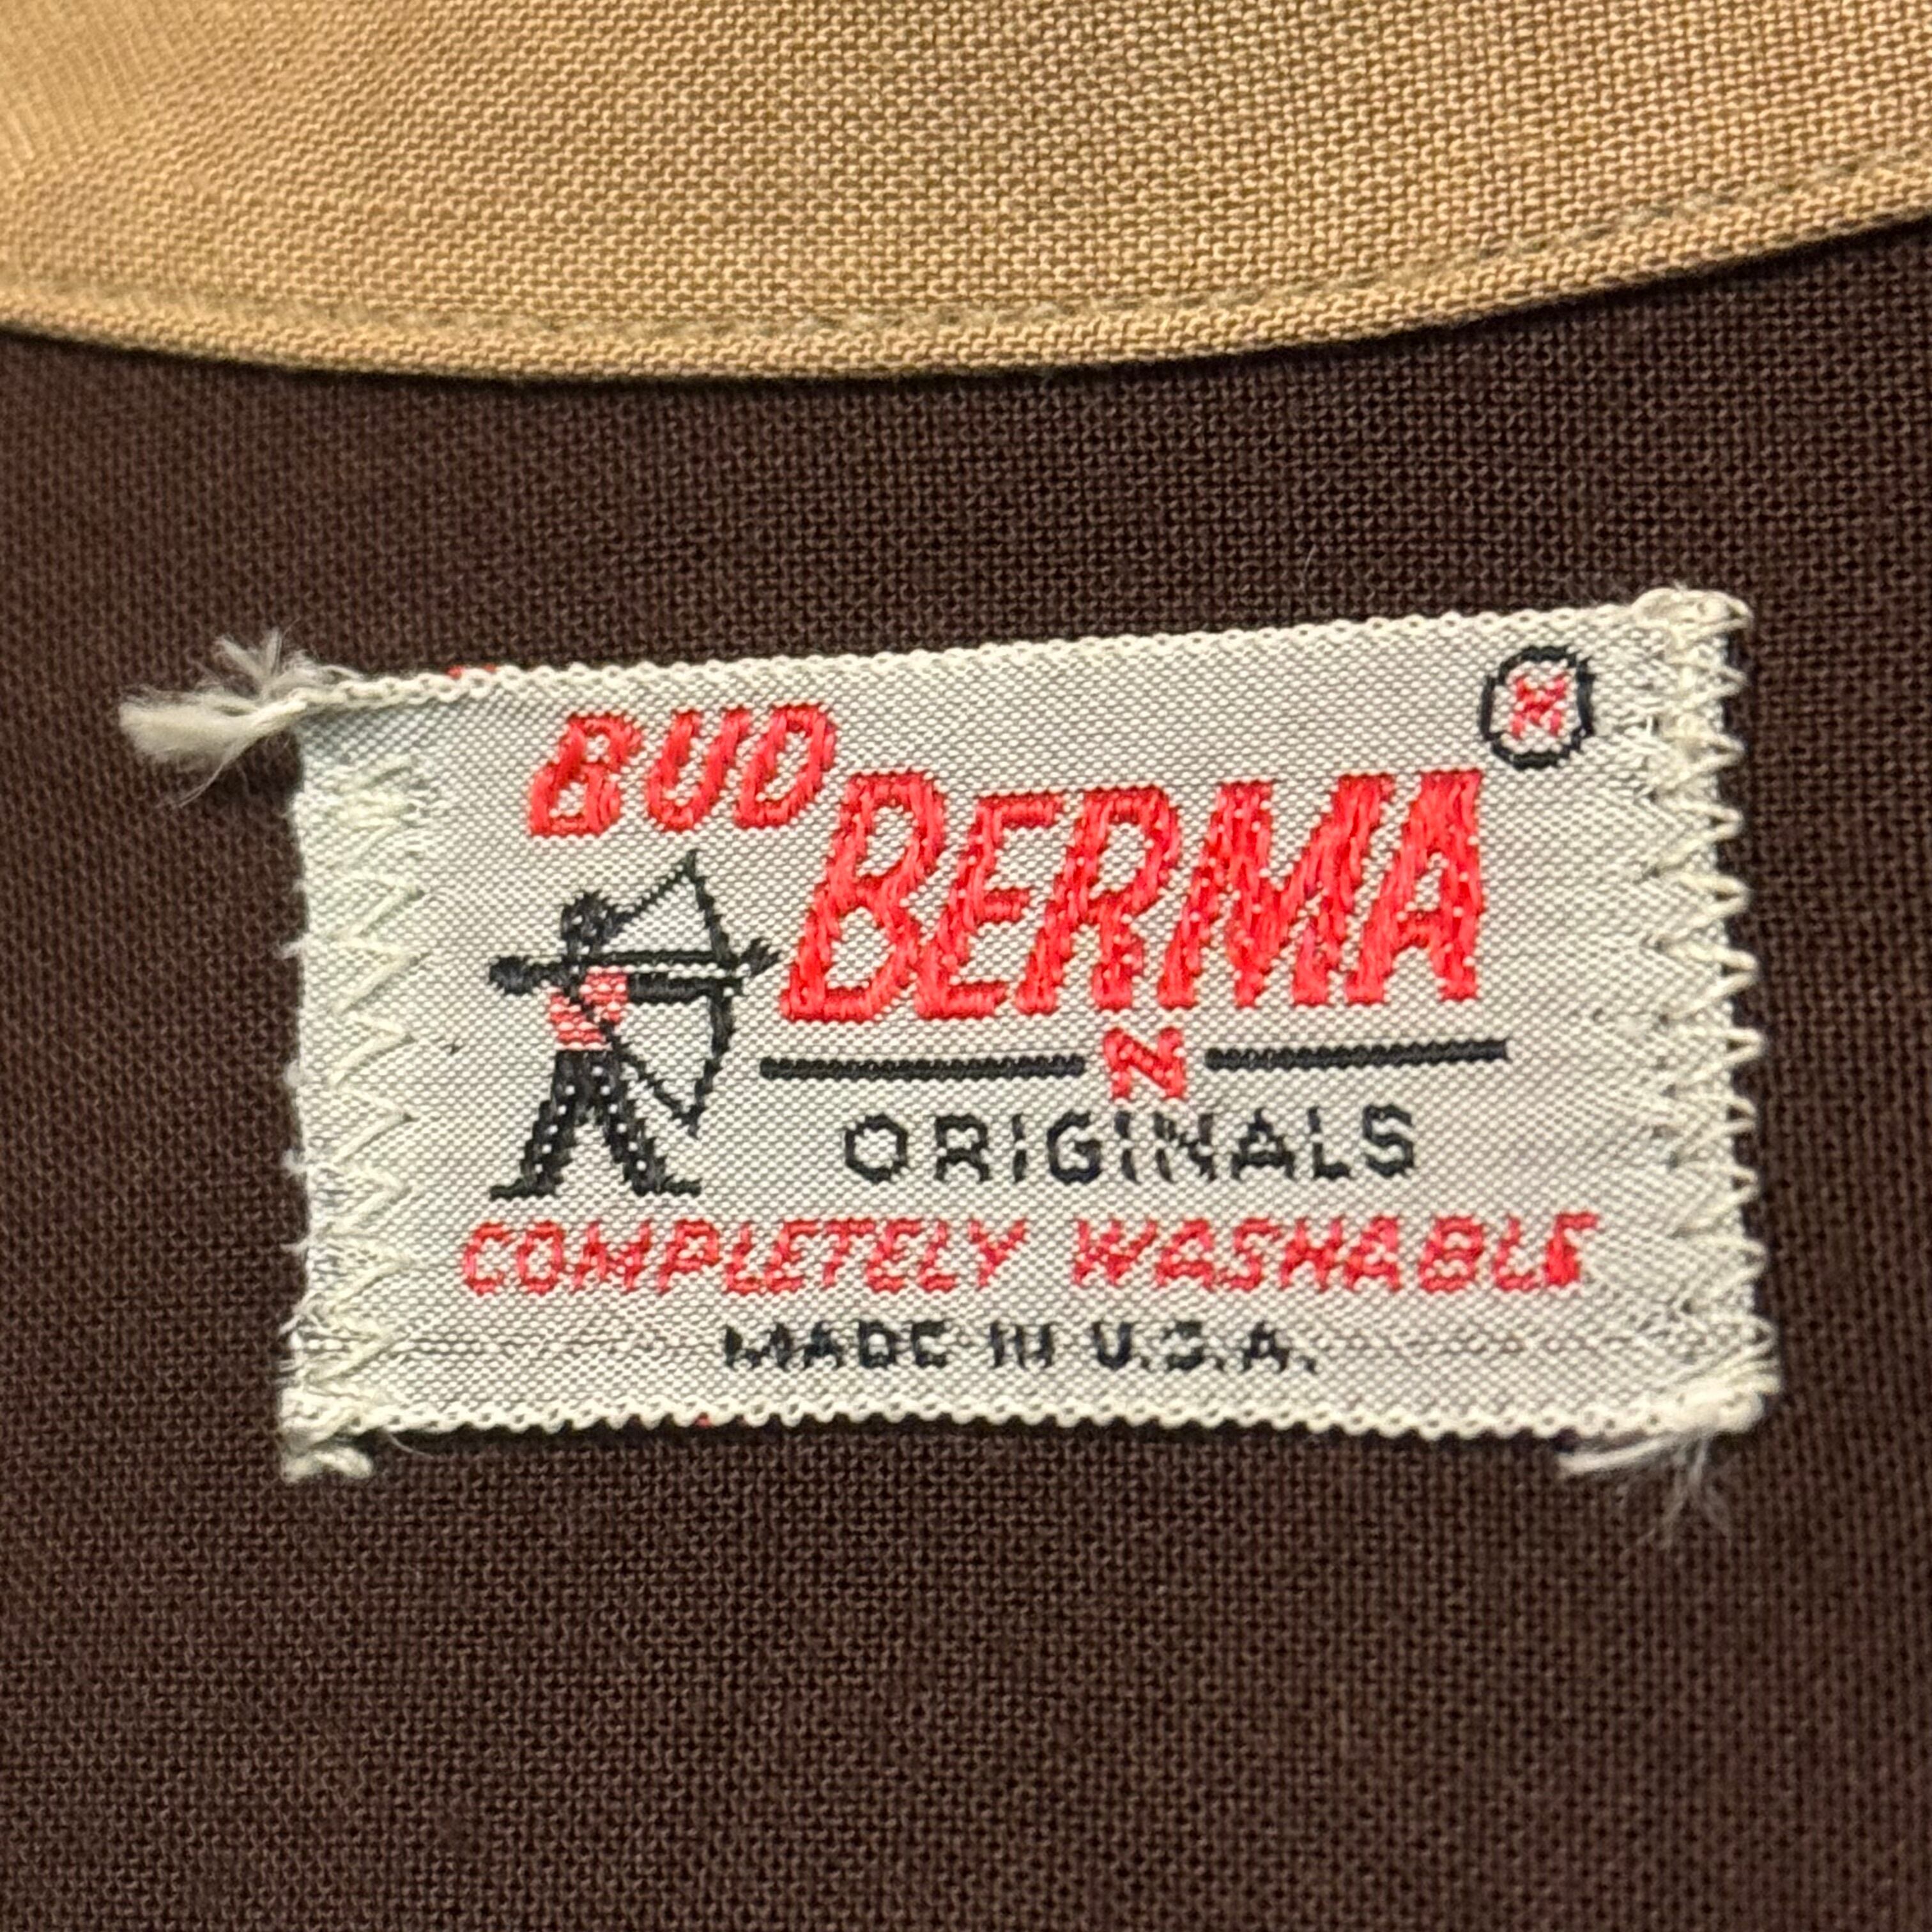 BUD
BERMA
M
N
ORIGINALS
COMPLETELY WASHABLE
MADE IN U.S.A.